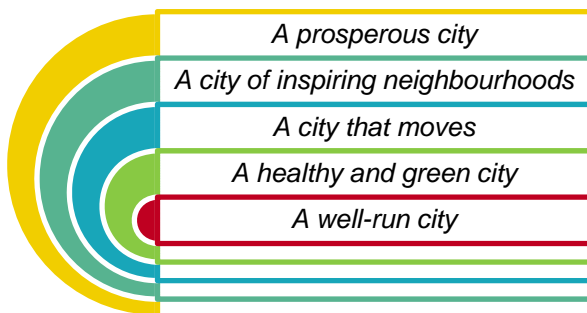 A prosperous city
A city of inspiring neighbourhoods
A city that moves
A healthy and green city
A well-run city